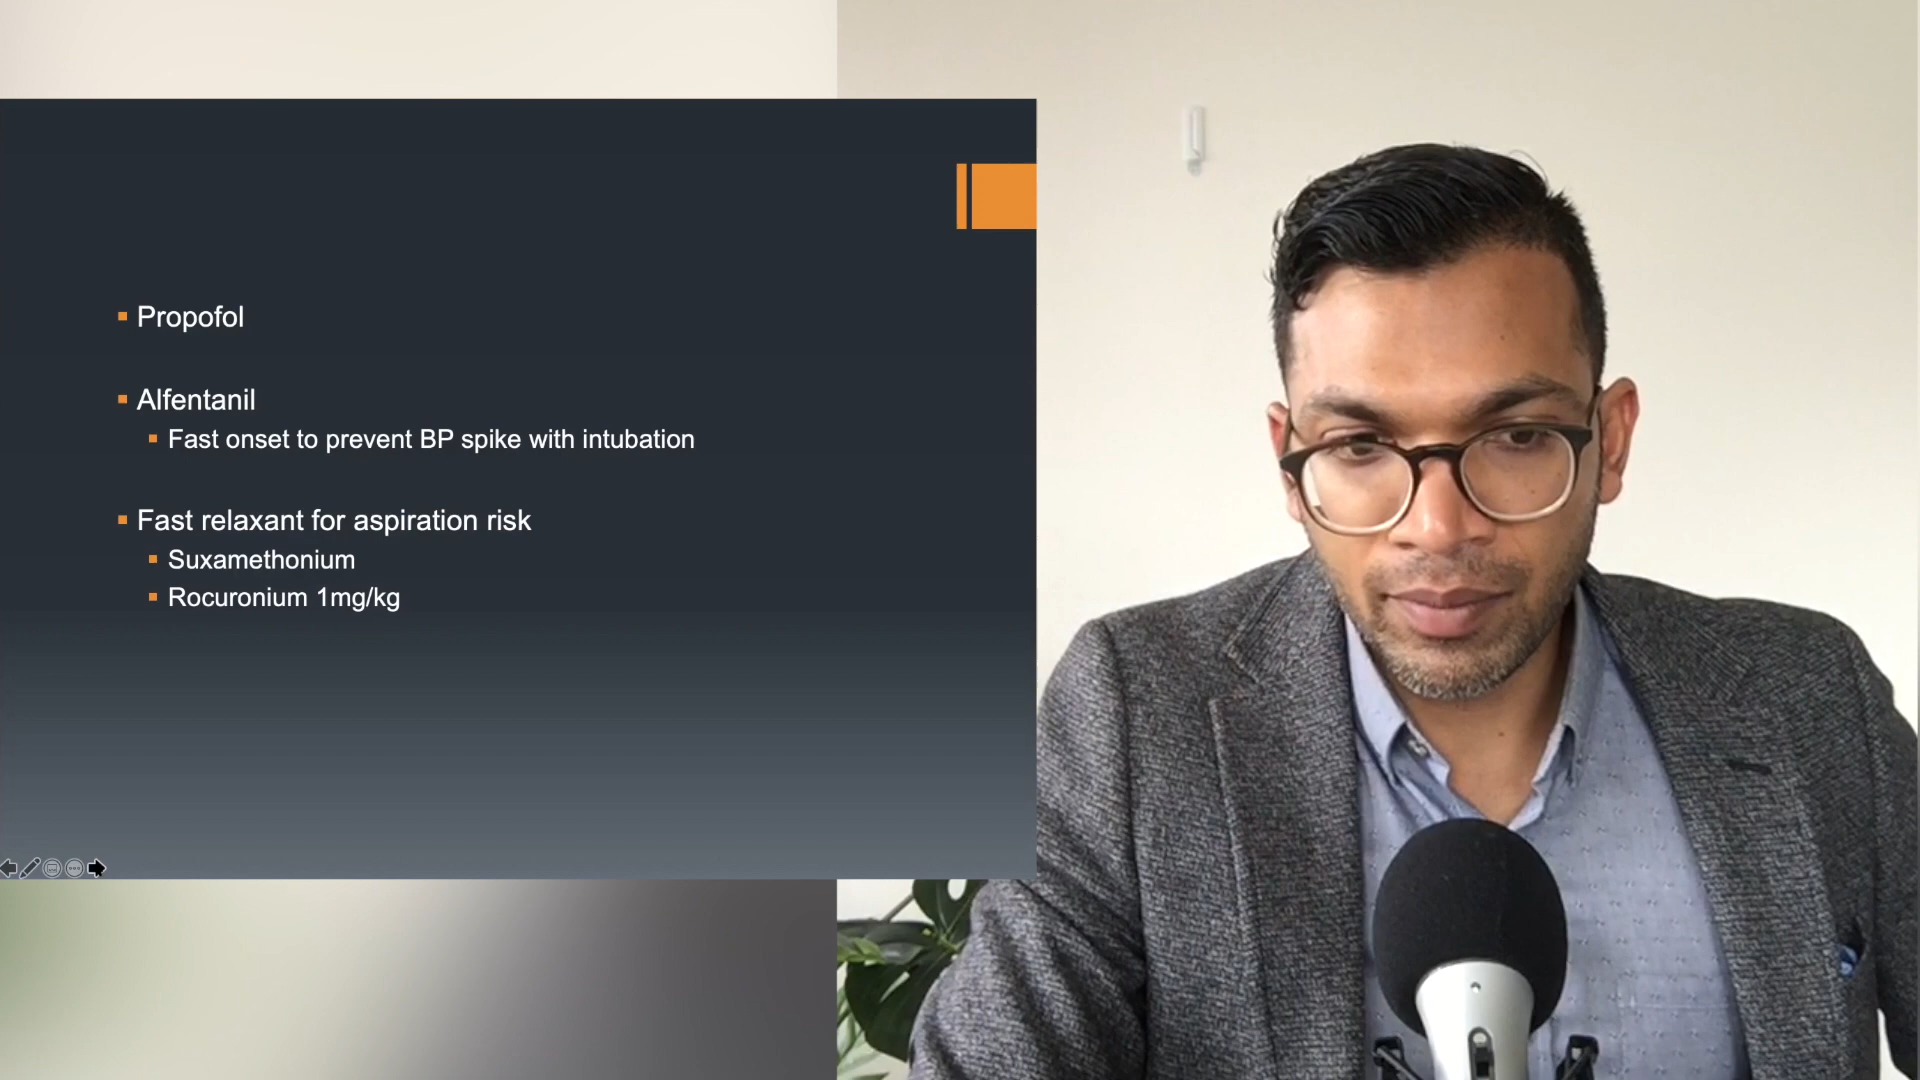 Propofol
Alfentanil
Fast onset to prevent BP spike with intubation
Fast relaxant for aspiration risk
Suxamethonium
Rocuronium 1mg/kg